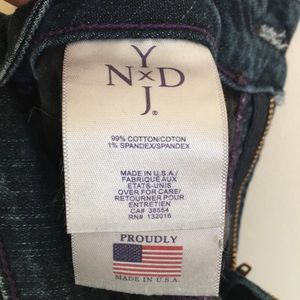 Y
N×D
J®
99% COTTON/COTON
1% SPANDEX/SPANDEX
MADE IN U.S.A./
FABRIQUÉ AUX
ETATS-UNIS
OVER FOR CARE/
RETOURNER POUR
ENTRETIEN
CA# 38554
RN# 132016
PROUDLY
MADE IN U.S.A.